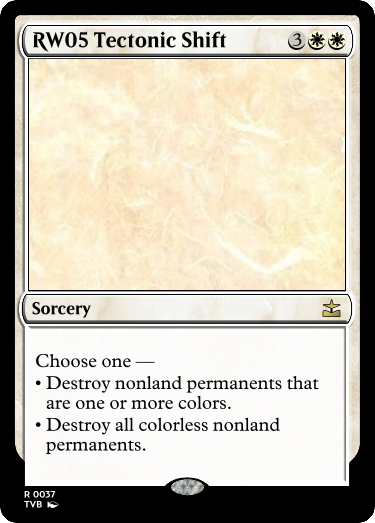 RW05 Tectonic Shift 3
Sorcery
Choose one —
• Destroy nonland permanents that
are one or more colors.
• Destroy all colorless nonland
permanents.
R 0037
TVB